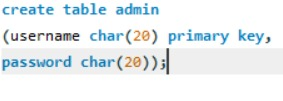 create table admin
(username char(20) primary key,
password char(20));